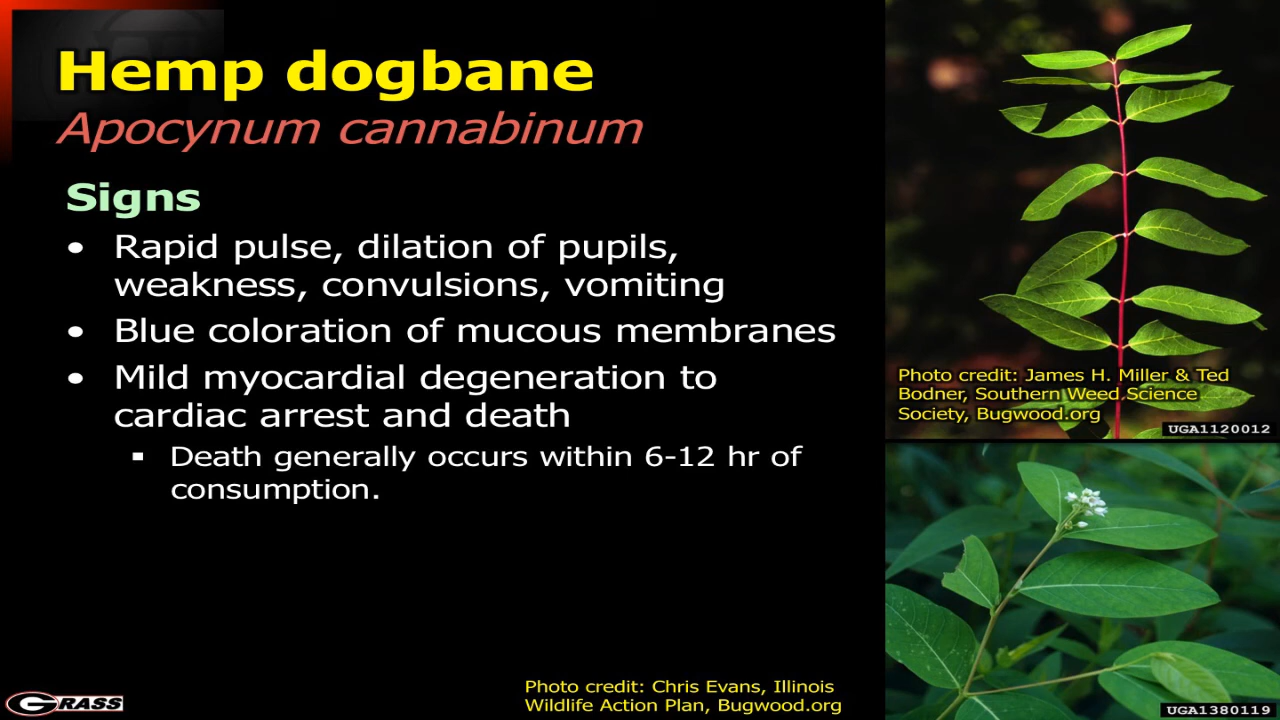 Hemp dogbane
Apocynum cannabinum
Signs
• Rapid pulse, dilation of pupils,
weakness, convulsions, vomiting
• Blue coloration of mucous membranes
• Mild myocardial degeneration to
cardiac arrest and death
▪ Death generally occurs within 6-12 hr of
consumption.
Photo credit: James H. Miller & Ted
Bodner, Southern Weed Science
Society, Bugwood.org
UGA1120012
Photo credit: Chris Evans, Illinois
Wildlife Action Plan, Bugwood.org
UGA1380119
GRASS